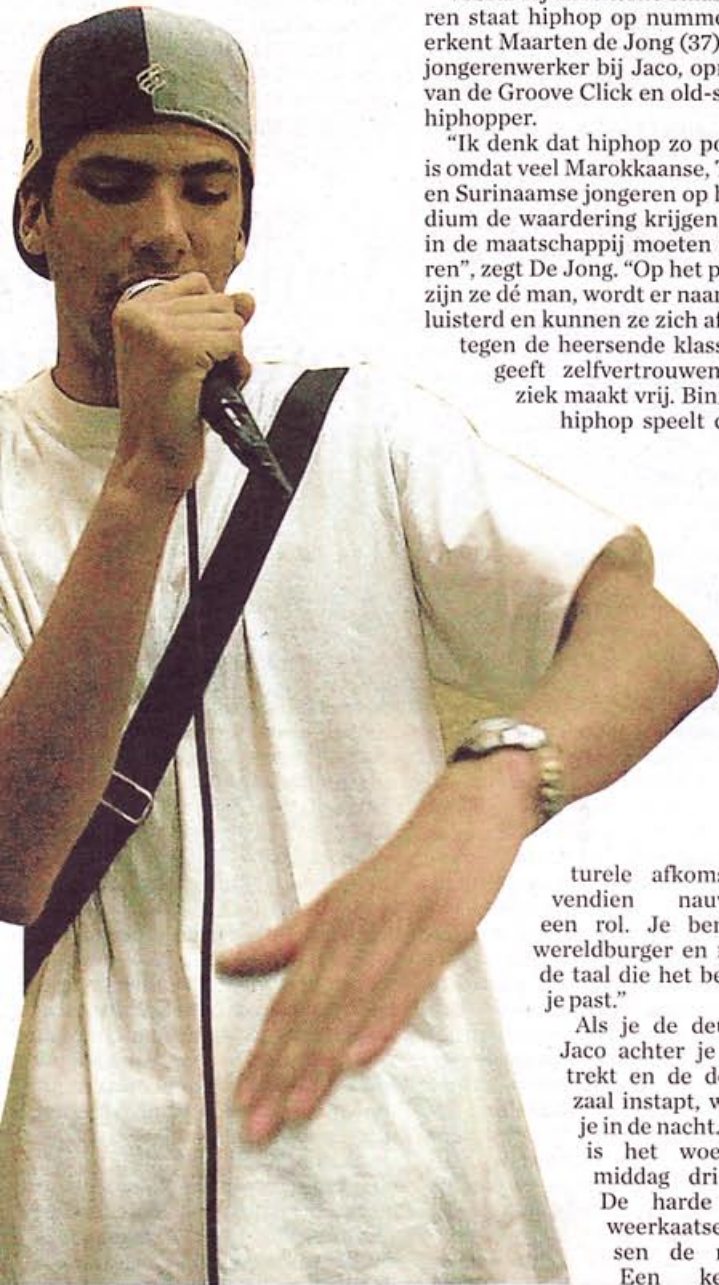 ren staat hiphop op numme
erkent Maarten de Jong (37)
jongerenwerker bij Jaco, opr
van de Groove Click en old-s
hiphopper.
“Ik denk dat hiphop zo po
is omdat veel Marokkaanse, T
en Surinaamse jongeren op h
dium de waardering krijgen
in de maatschappij moeten
ren”, zegt De Jong. “Op het p
zijn ze dé man, wordt er naar
luisterd en kunnen ze zich af
tegen de heersende klass
geeft zelfvertrouwen
ziek maakt vrij. Bin
hiphop speelt c
turele afkoms
vendien nauw
een rol. Je ben
wereldburger en r
de taal die het be
je past.”
Als je de deu
Jaco achter je
trekt en de de
zaal instapt, w
je in de nacht.
is het woe
middag dri
De harde
weerkaatse
sen de r
Een ke